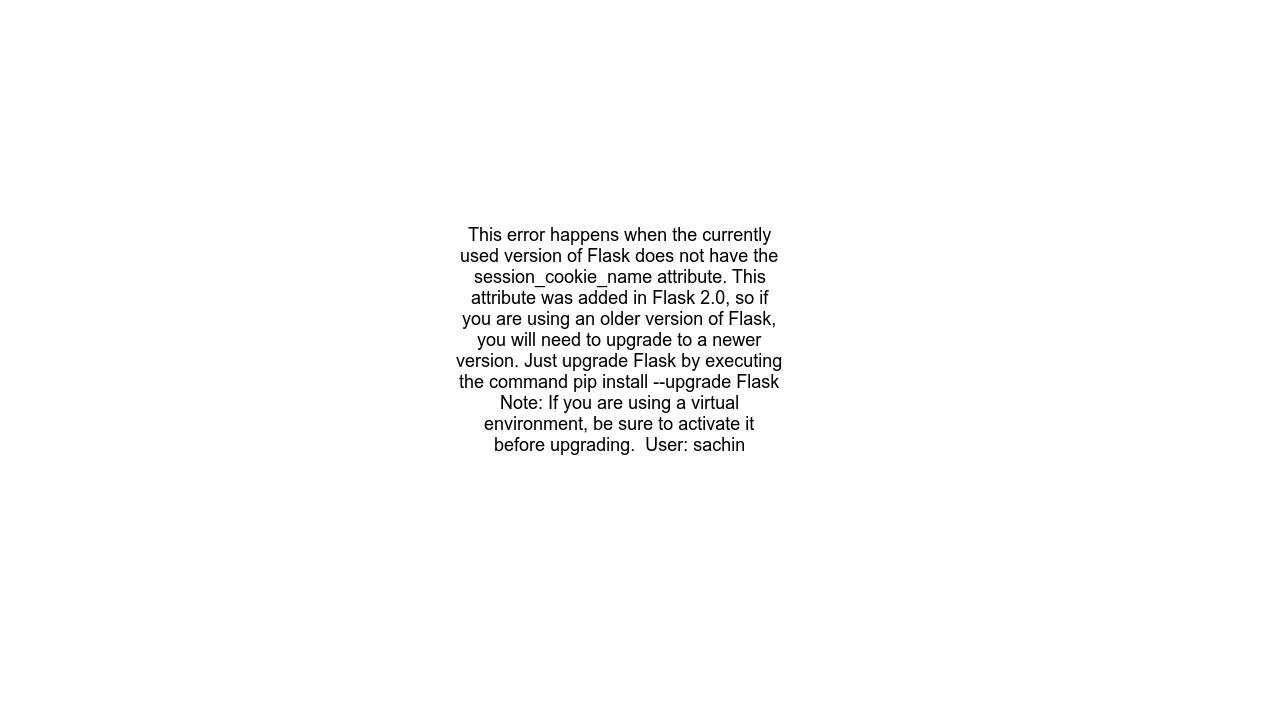 This error happens when the currently
used version of Flask does not have the
session_cookie_name attribute. This
attribute was added in Flask 2.0, so if
you are using an older version of Flask,
you will need to upgrade to a newer
version. Just upgrade Flask by executing
the command pip install --upgrade Flask
Note: If you are using a virtual
environment, be sure to activate it
before upgrading.  User: sachin